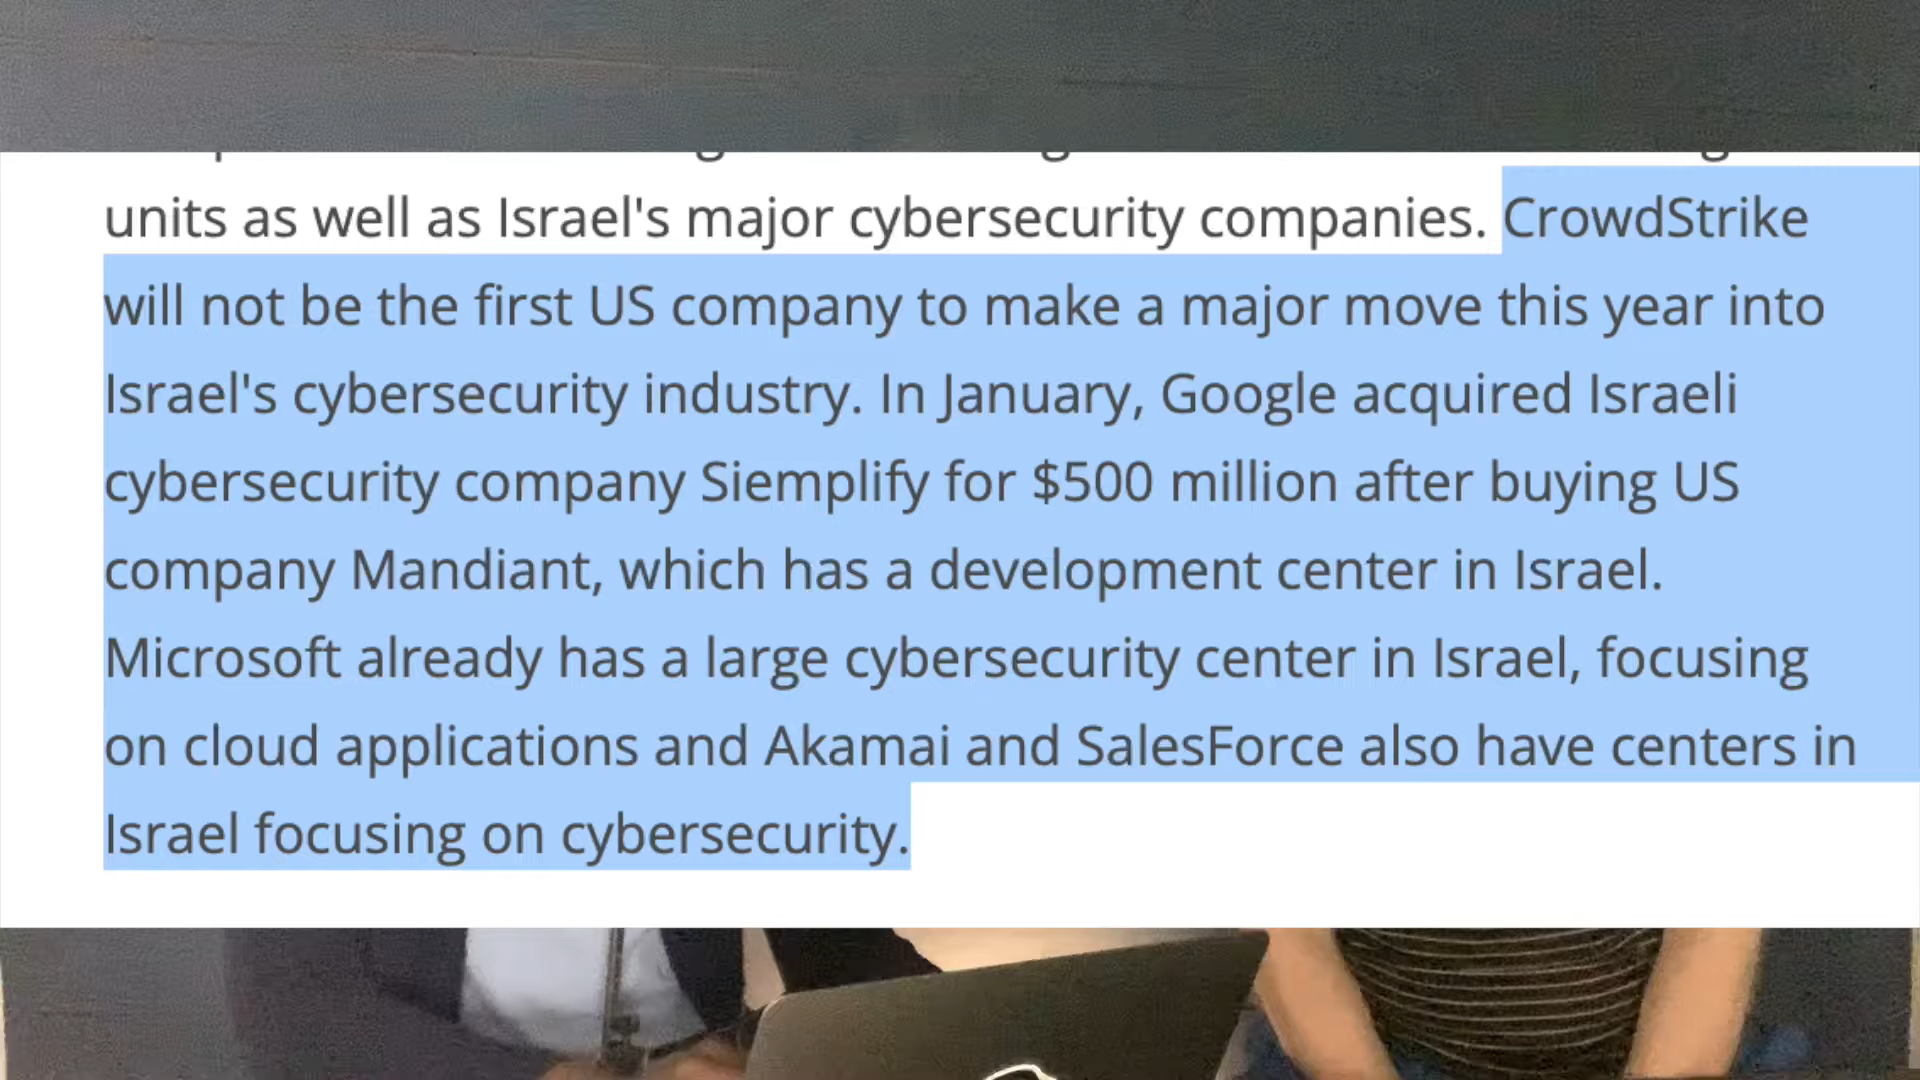 units as well as Israel's major cybersecurity companies. CrowdStrike
will not be the first US company to make a major move this year into
Israel's cybersecurity industry. In January, Google acquired Israeli
cybersecurity company Siemplify for $500 million after buying US
company Mandiant, which has a development center in Israel.
Microsoft already has a large cybersecurity center in Israel, focusing
on cloud applications and Akamai and SalesForce also have centers in
Israel focusing on cybersecurity.